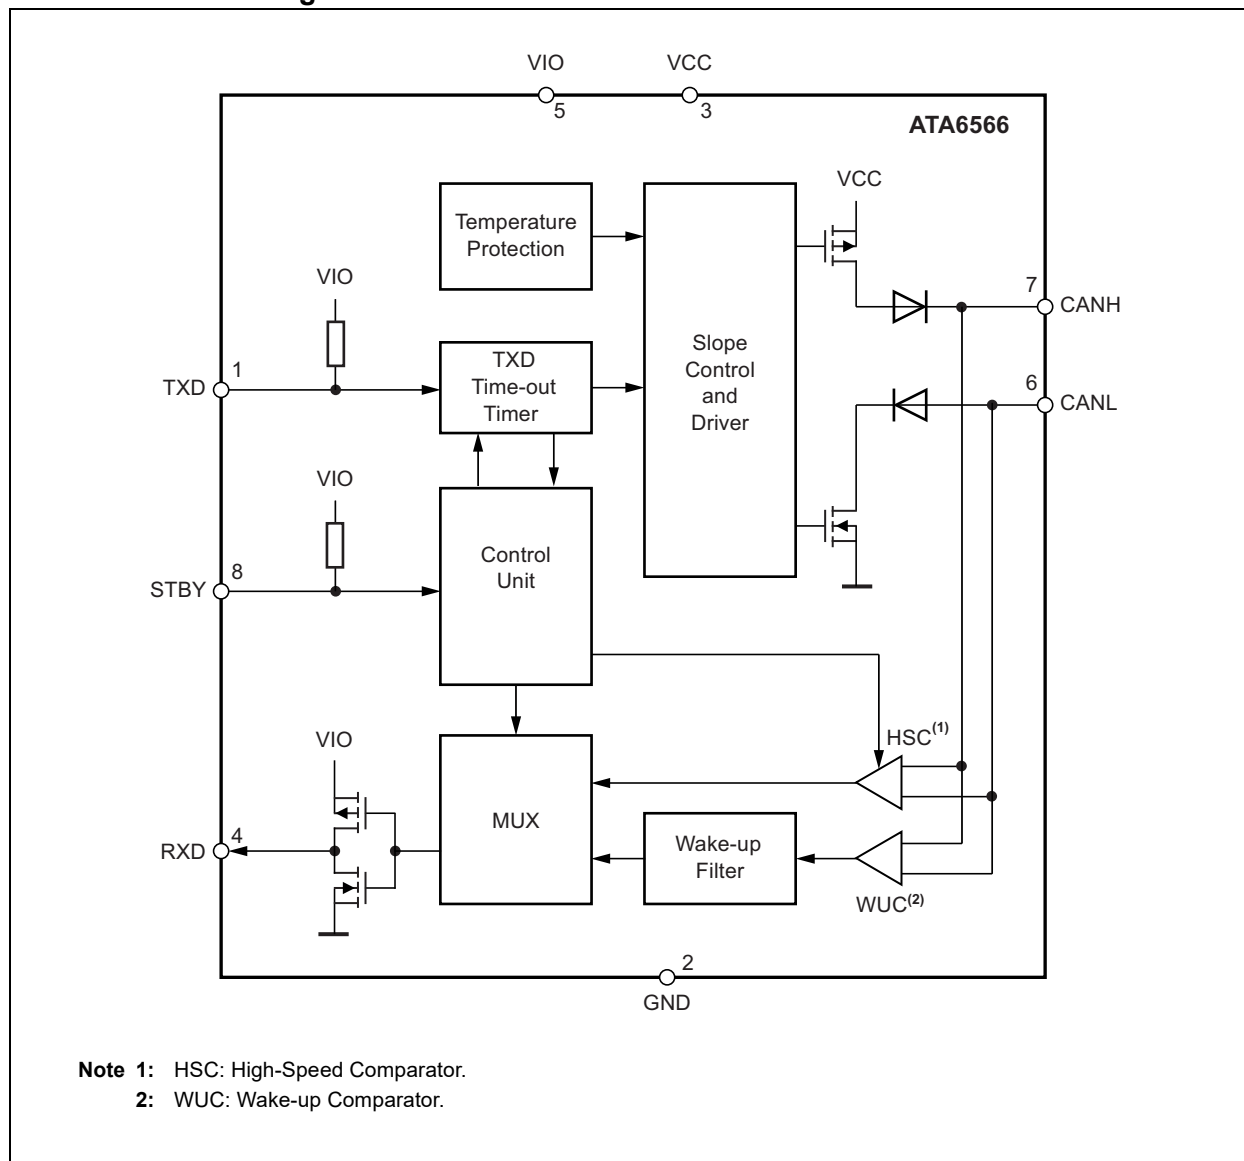 VIO
VCC
5
3
ATA6566
VCC
Temperature
Protection
VIO
7
CANH
Slope
Control
and
Driver
TXD
Time-out
Timer
1
TXD
6
CANL
VIO
Control
Unit
8
STBY
HSC(1)
VIO
MUX
4
RXD
Wake-up
Filter
WUC(2)
2
GND
Note 1: HSC: High-Speed Comparator.
2: WUC: Wake-up Comparator.